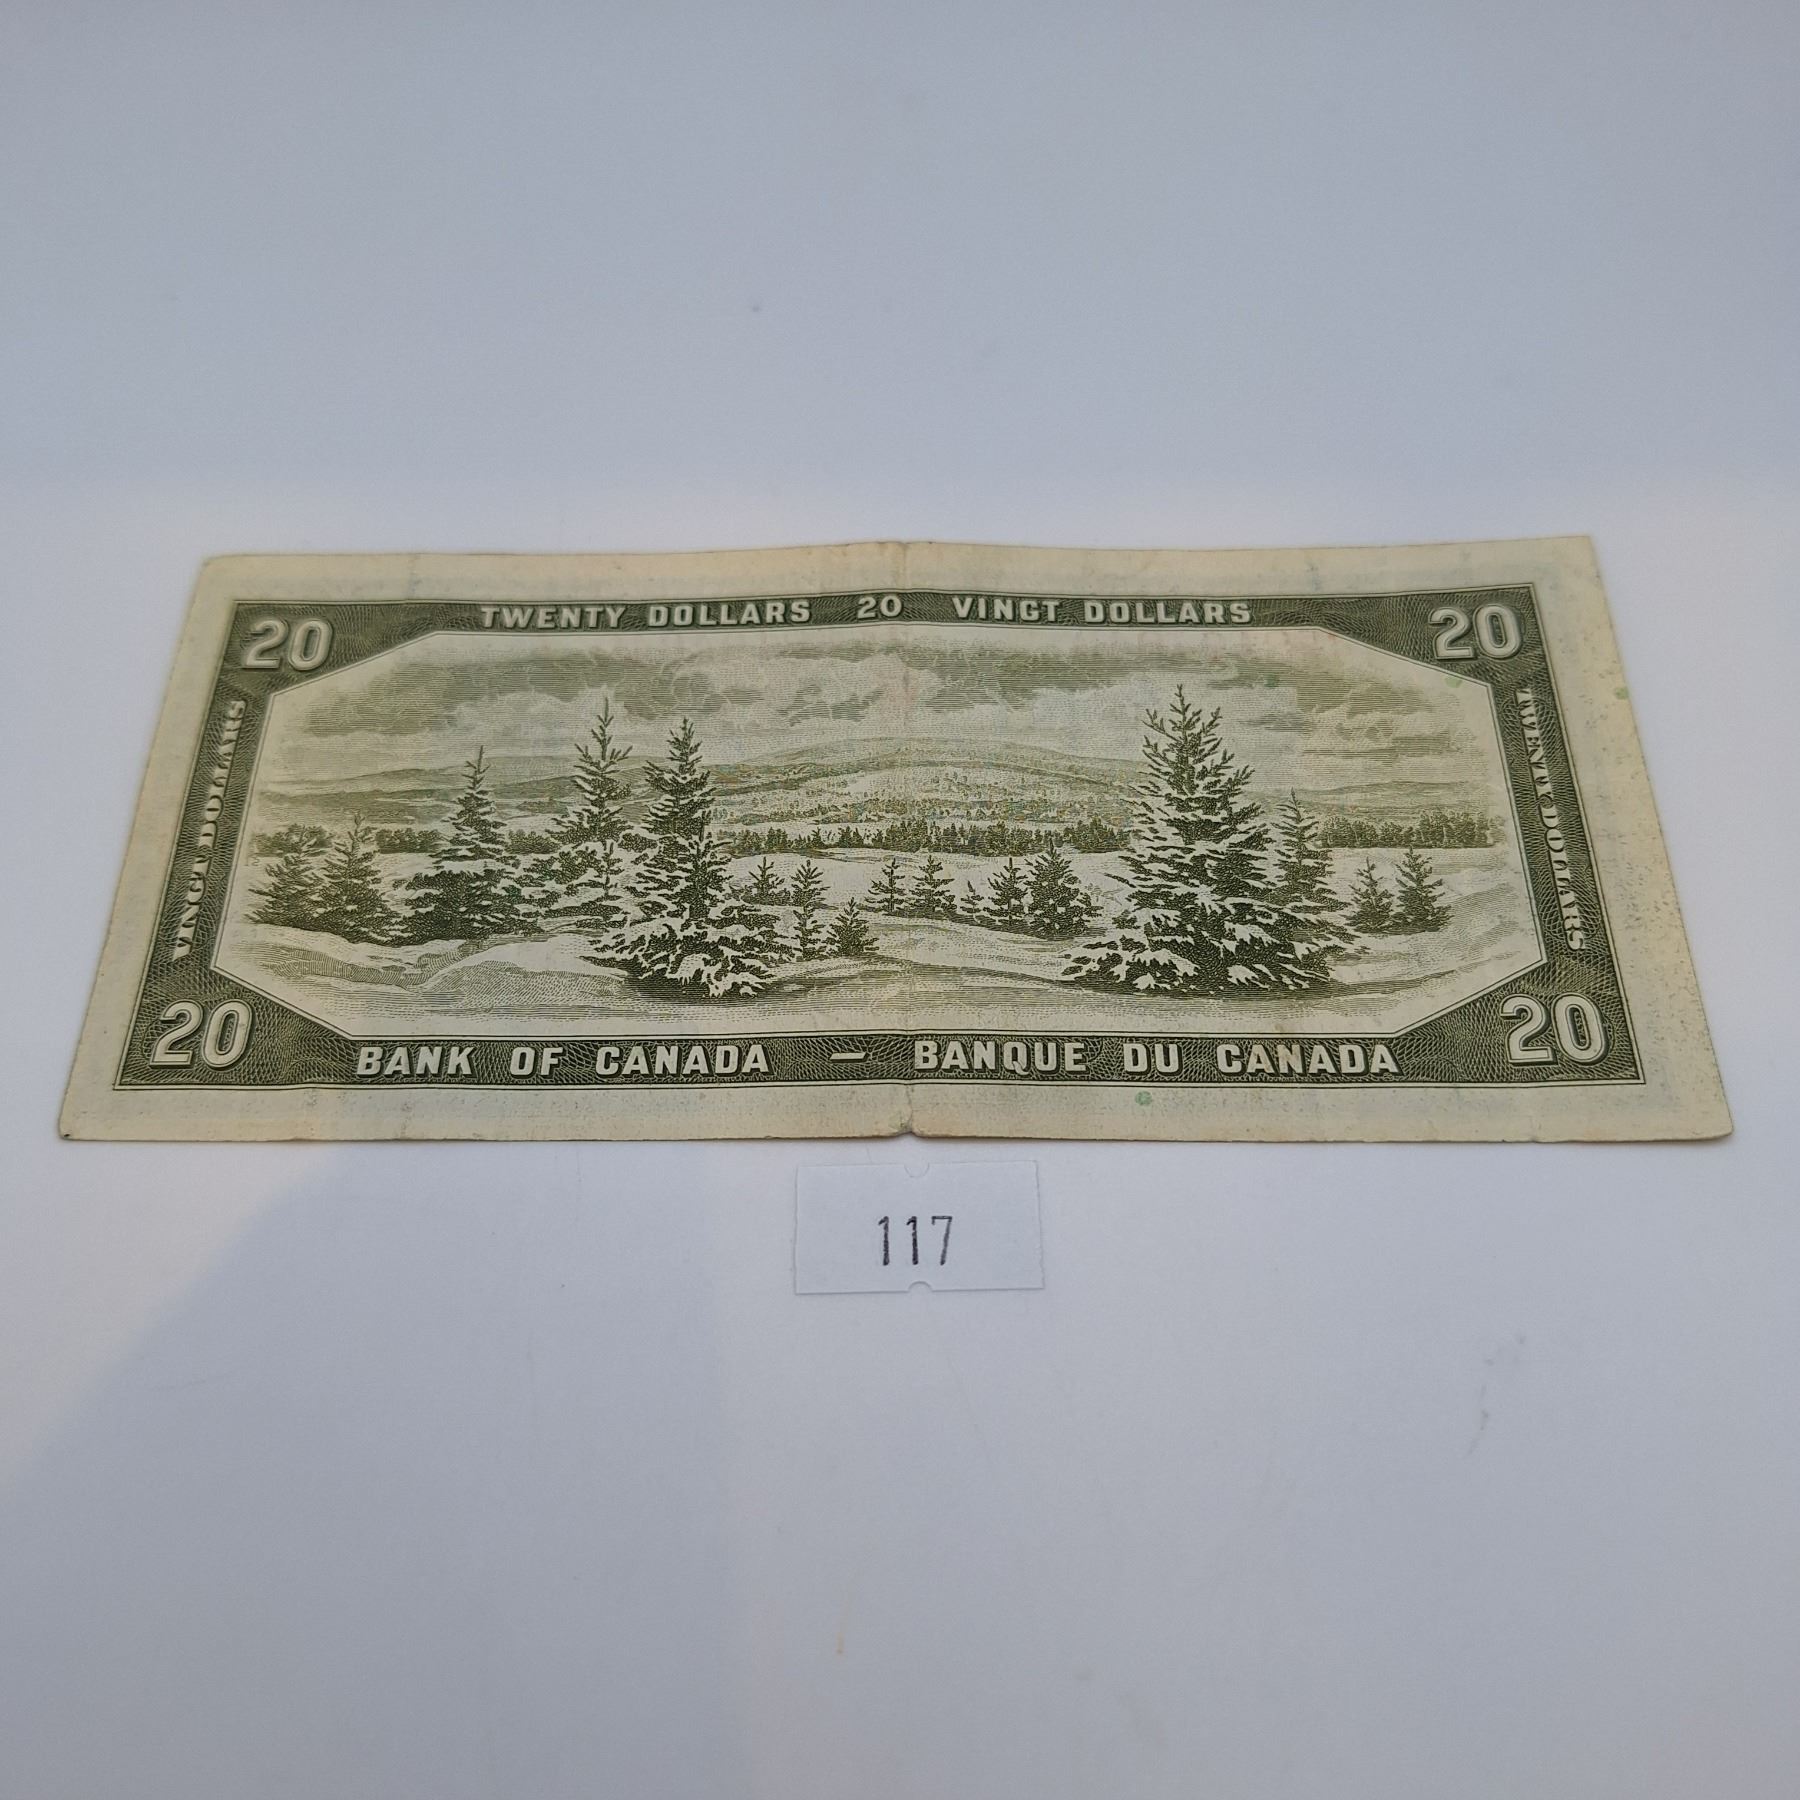 TWENTY DOLLARS 20 VINGT DOLLARS
20
20
VINGT DOLLARS
TWENTY DOLLARS
20
20
BANK OF CANADA — BANQUE DU CANADA
117